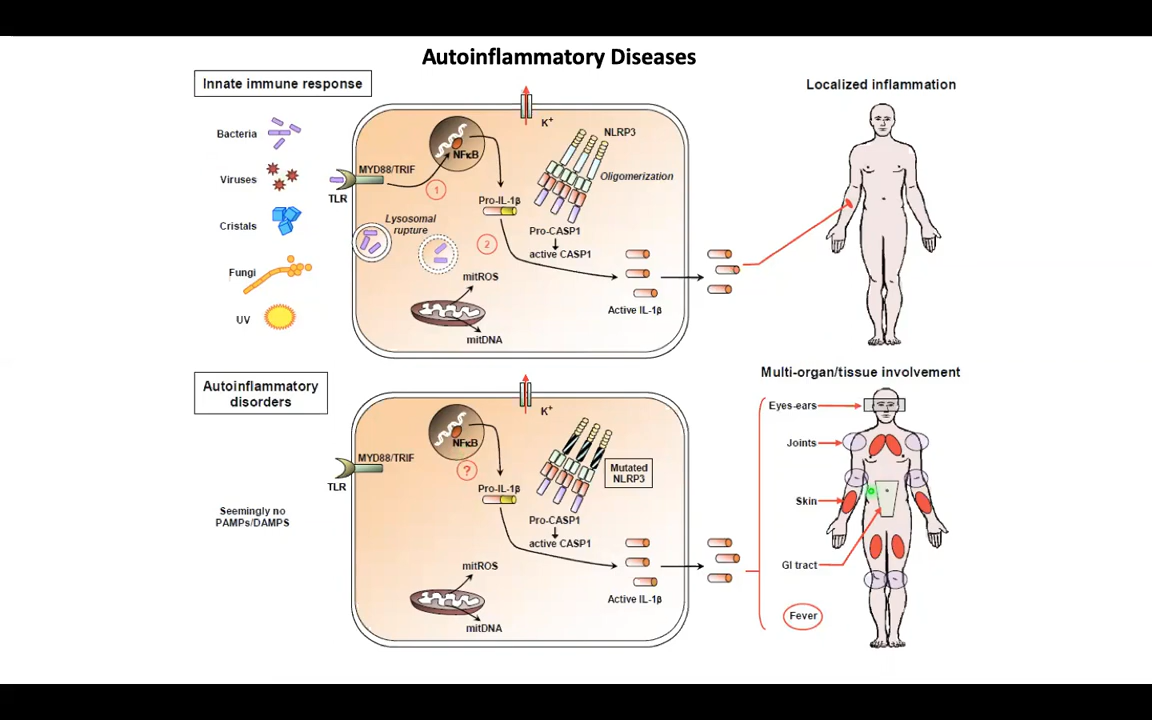 Autoinflammatory Diseases
Innate immune response
Bacteria
Viruses
Cristals
Fungi
UV
TLR
MYD88/TRIF
NFκB
1
K+
NLRP3
Oligomerization
Pro-IL-1β
Lysosomal
rupture
2
Pro-CASP1
active CASP1
mitROS
mitDNA
Active IL-1β
Localized inflammation
Autoinflammatory
disorders
Seemingly no
PAMPs/DAMPS
TLR
MYD88/TRIF
NFκB
?
K+
Mutated
NLRP3
Pro-IL-1β
Pro-CASP1
active CASP1
mitROS
mitDNA
Active IL-1β
Multi-organ/tissue involvement
Eyes-ears
Joints
Skin
GI tract
Fever